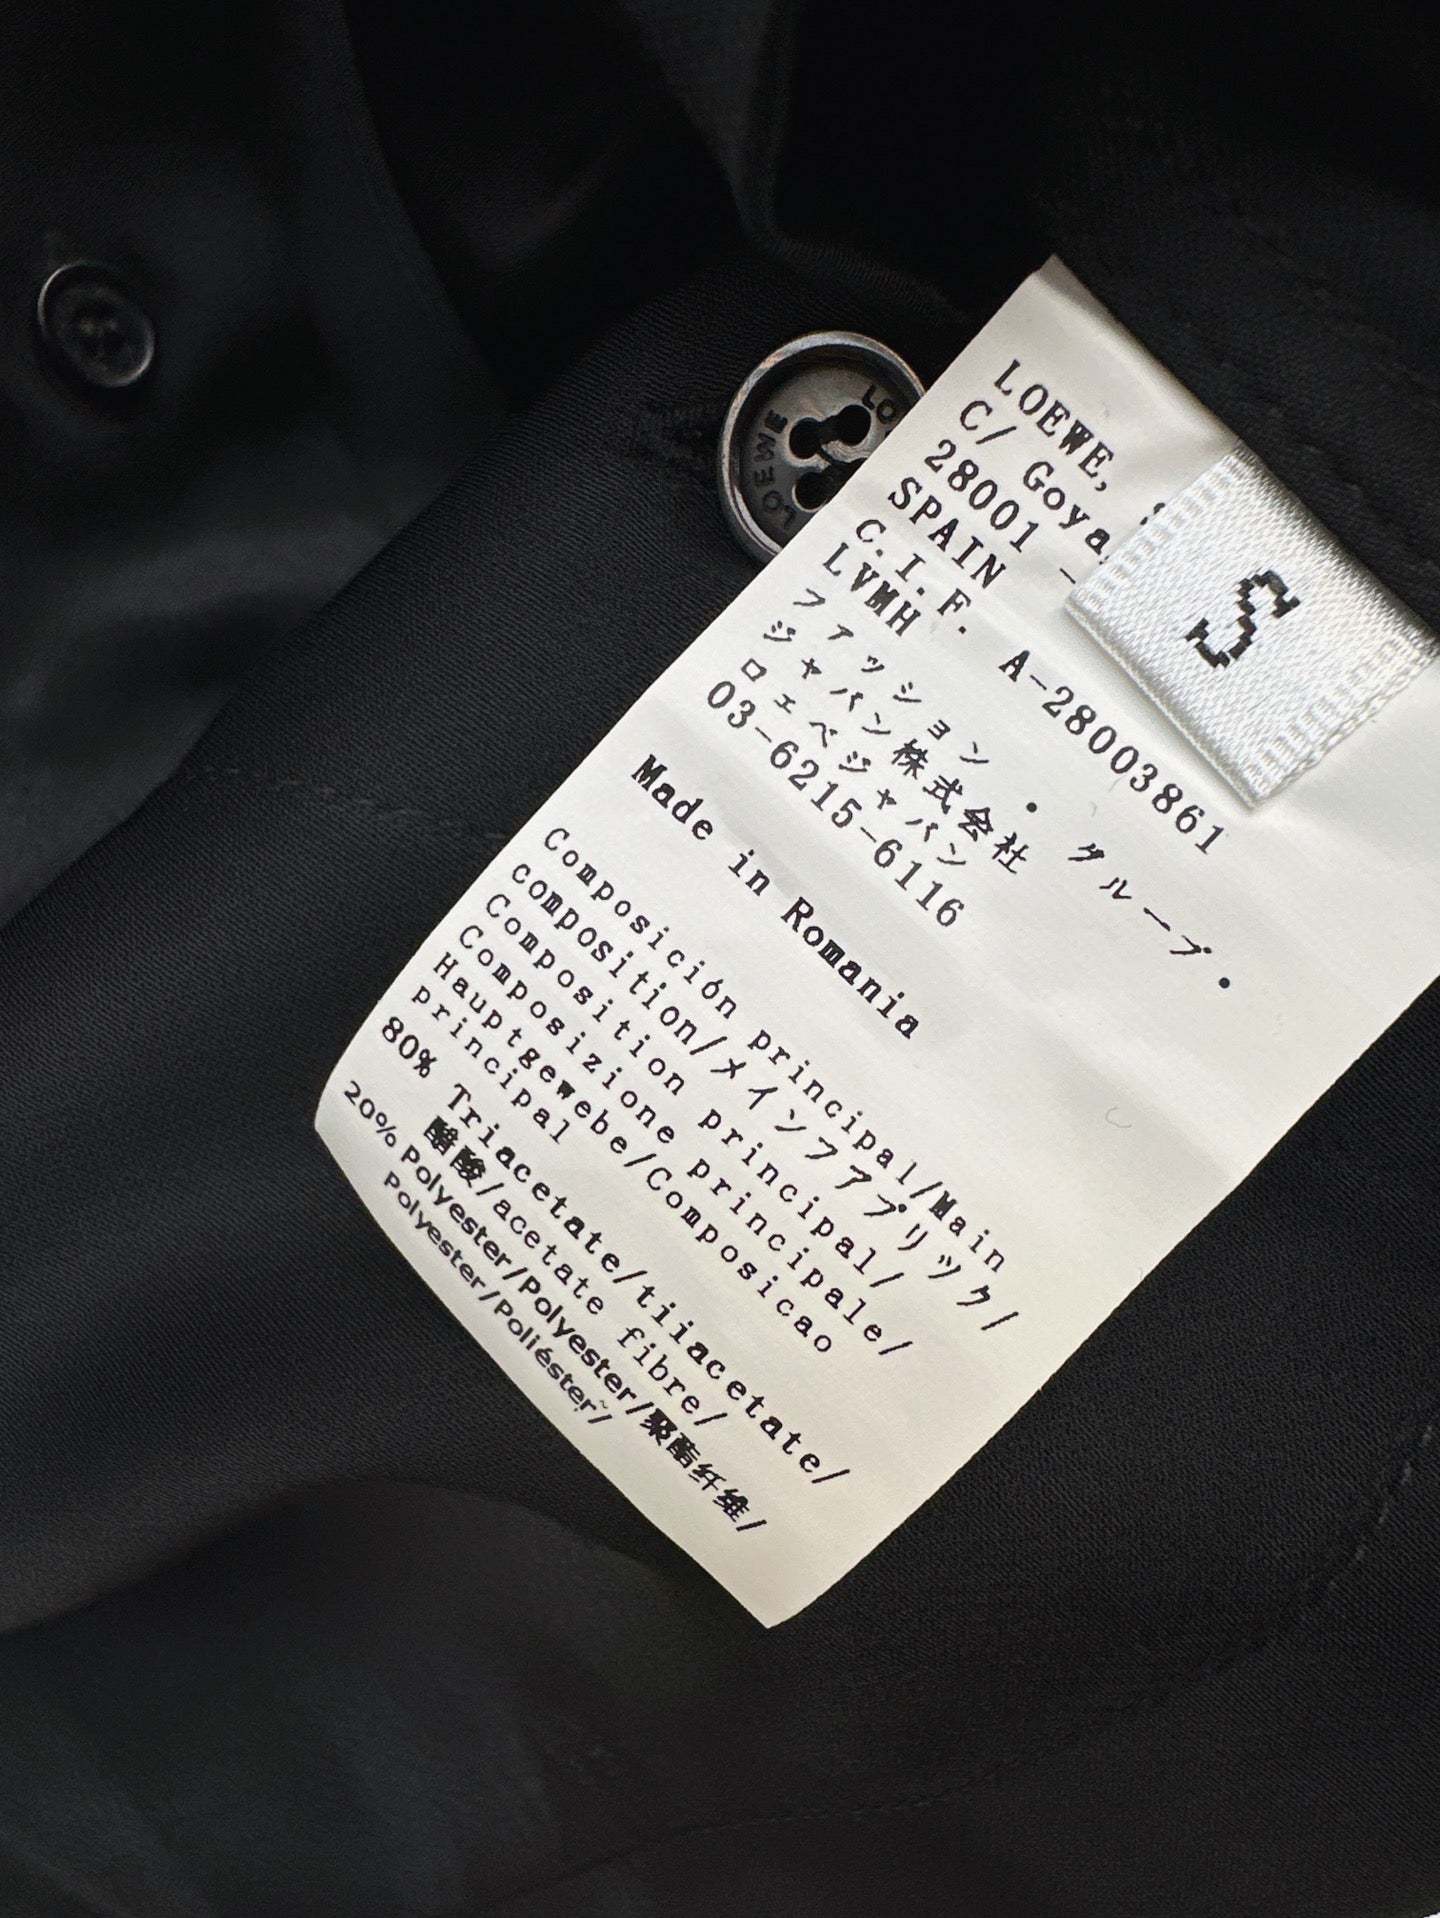 LOEWE
LO
LOEWE,
C/ Goya,
28001 -
SPAIN
C.I.F. A-28003861
LVMH
ファッション・グループ・
ジャパン株式会社
ロエベジャパン
03-6215-6116
S
Made in Romania
Composición principal/Main
composition/メインファブリック/
Composition principal/
Composizione principale/
Hauptgewebe/Composicao
principal
80% Triacetate/tiiacetate/
醋酸/acetate fibre/
20% Polyester/Polyester/聚酯纤维/
Polyester/Poliéster/